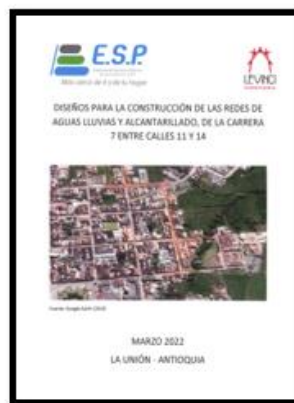 E.S.P.
LEVINO
DISEÑOS PARA LA CONSTRUCCIÓN DE LAS REDES DE
AGUAS LLUVIAS Y ALCANTARILLADO, DE LA CARRERA
7 ENTRE CALLES 11 Y 14
MARZO 2022
LA UNIÓN - ANTIOQUIA